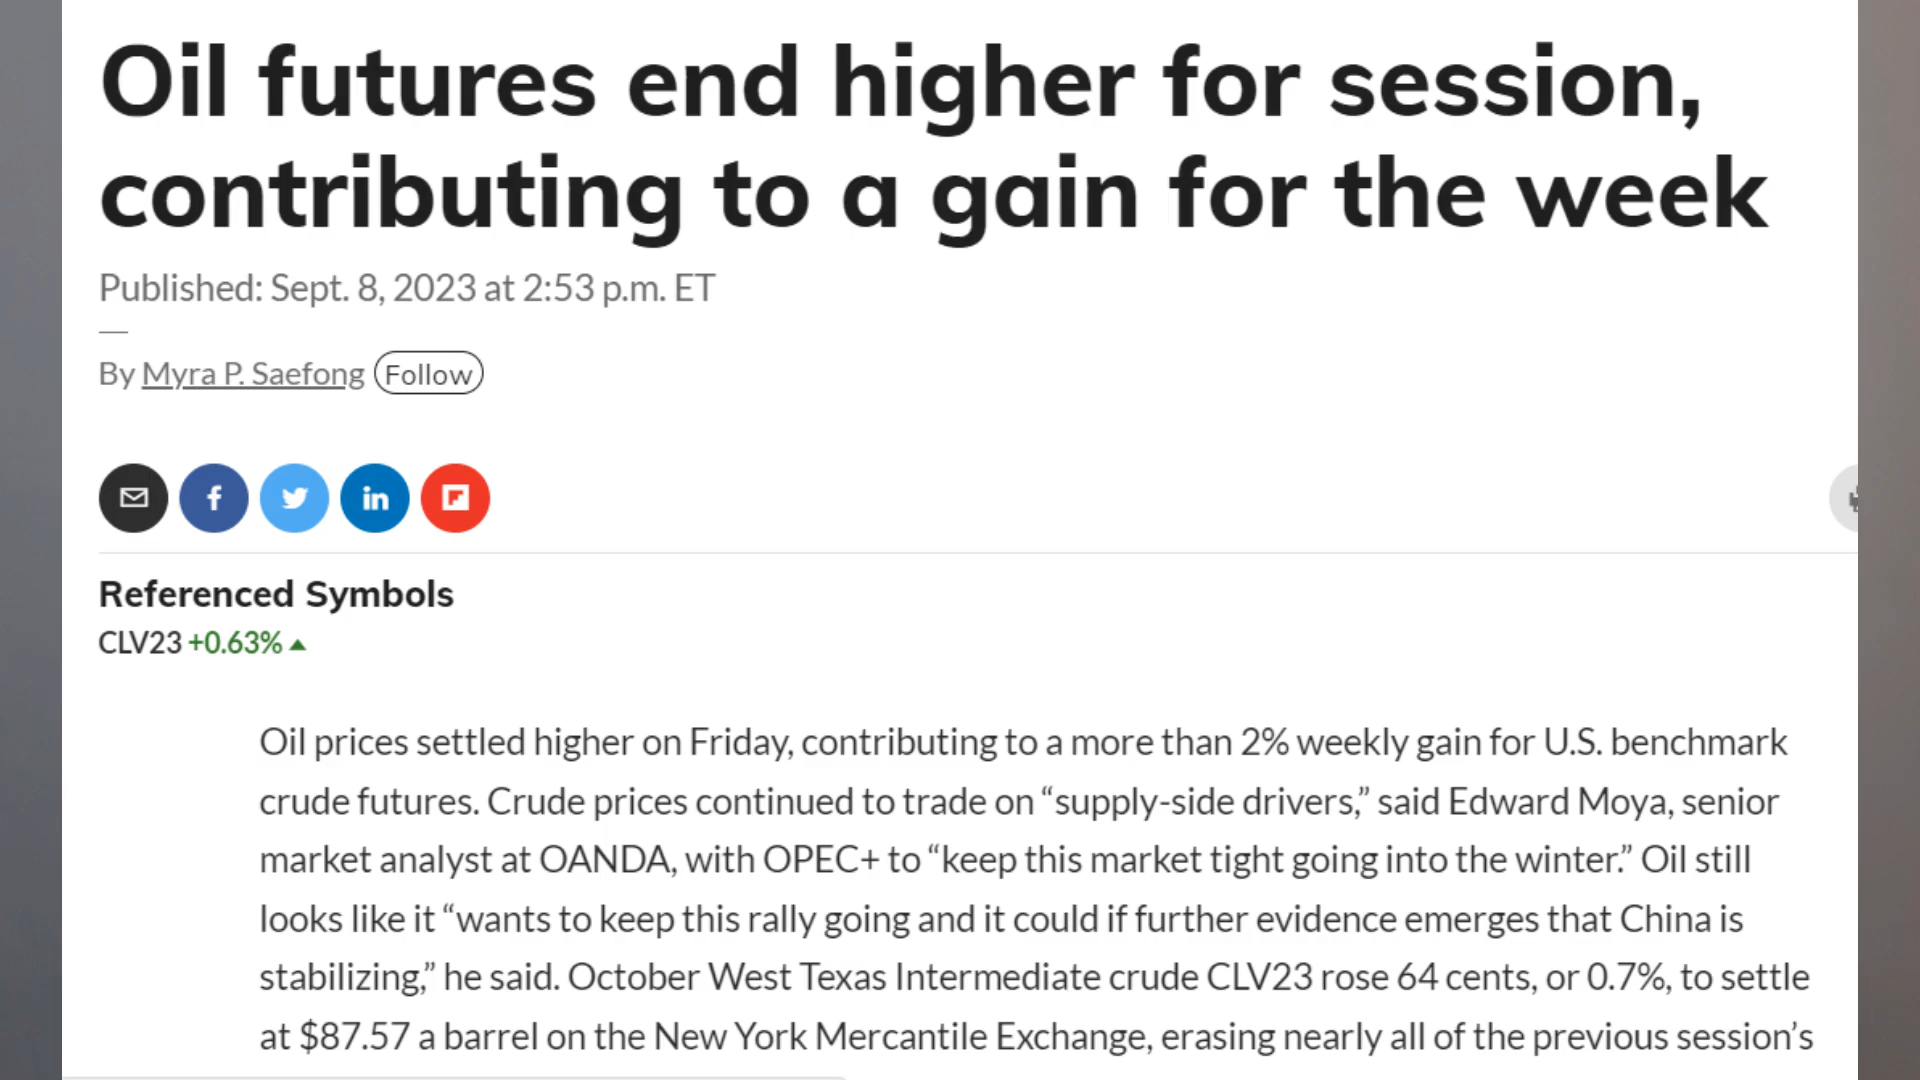 Oil futures end higher for session,
contributing to a gain for the week
Published: Sept. 8, 2023 at 2:53 p.m. ET
By Myra P. Saefong Follow
Referenced Symbols
CLV23 +0.63%
Oil prices settled higher on Friday, contributing to a more than 2% weekly gain for U.S. benchmark
crude futures. Crude prices continued to trade on “supply-side drivers,” said Edward Moya, senior
market analyst at OANDA, with OPEC+ to “keep this market tight going into the winter.” Oil still
looks like it “wants to keep this rally going and it could if further evidence emerges that China is
stabilizing,” he said. October West Texas Intermediate crude CLV23 rose 64 cents, or 0.7%, to settle
at $87.57 a barrel on the New York Mercantile Exchange, erasing nearly all of the previous session’s